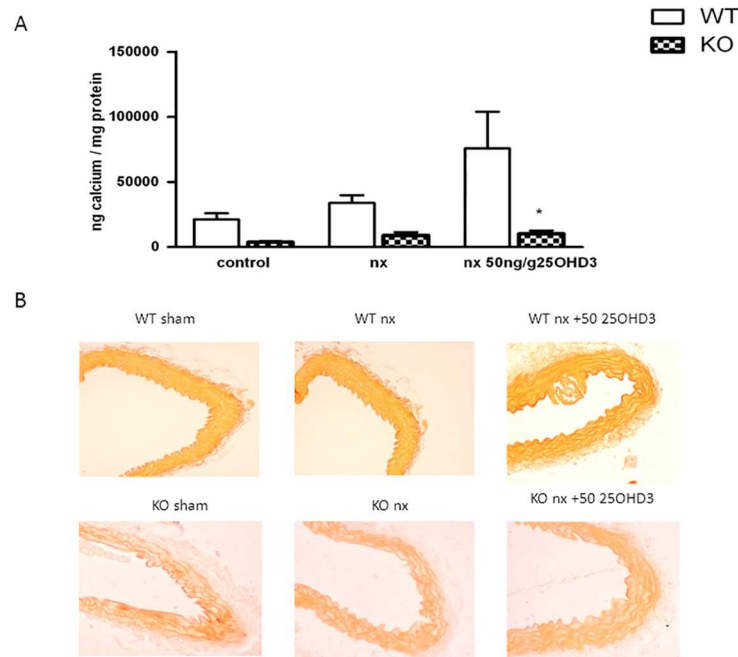 A
WT
KO
150000
100000
50000
0
ng calcium / mg protein
*
control
nx
nx 50ng/g25OHD3
B
WT sham
WT nx
WT nx +50 25OHD3
KO sham
KO nx
KO nx +50 25OHD3